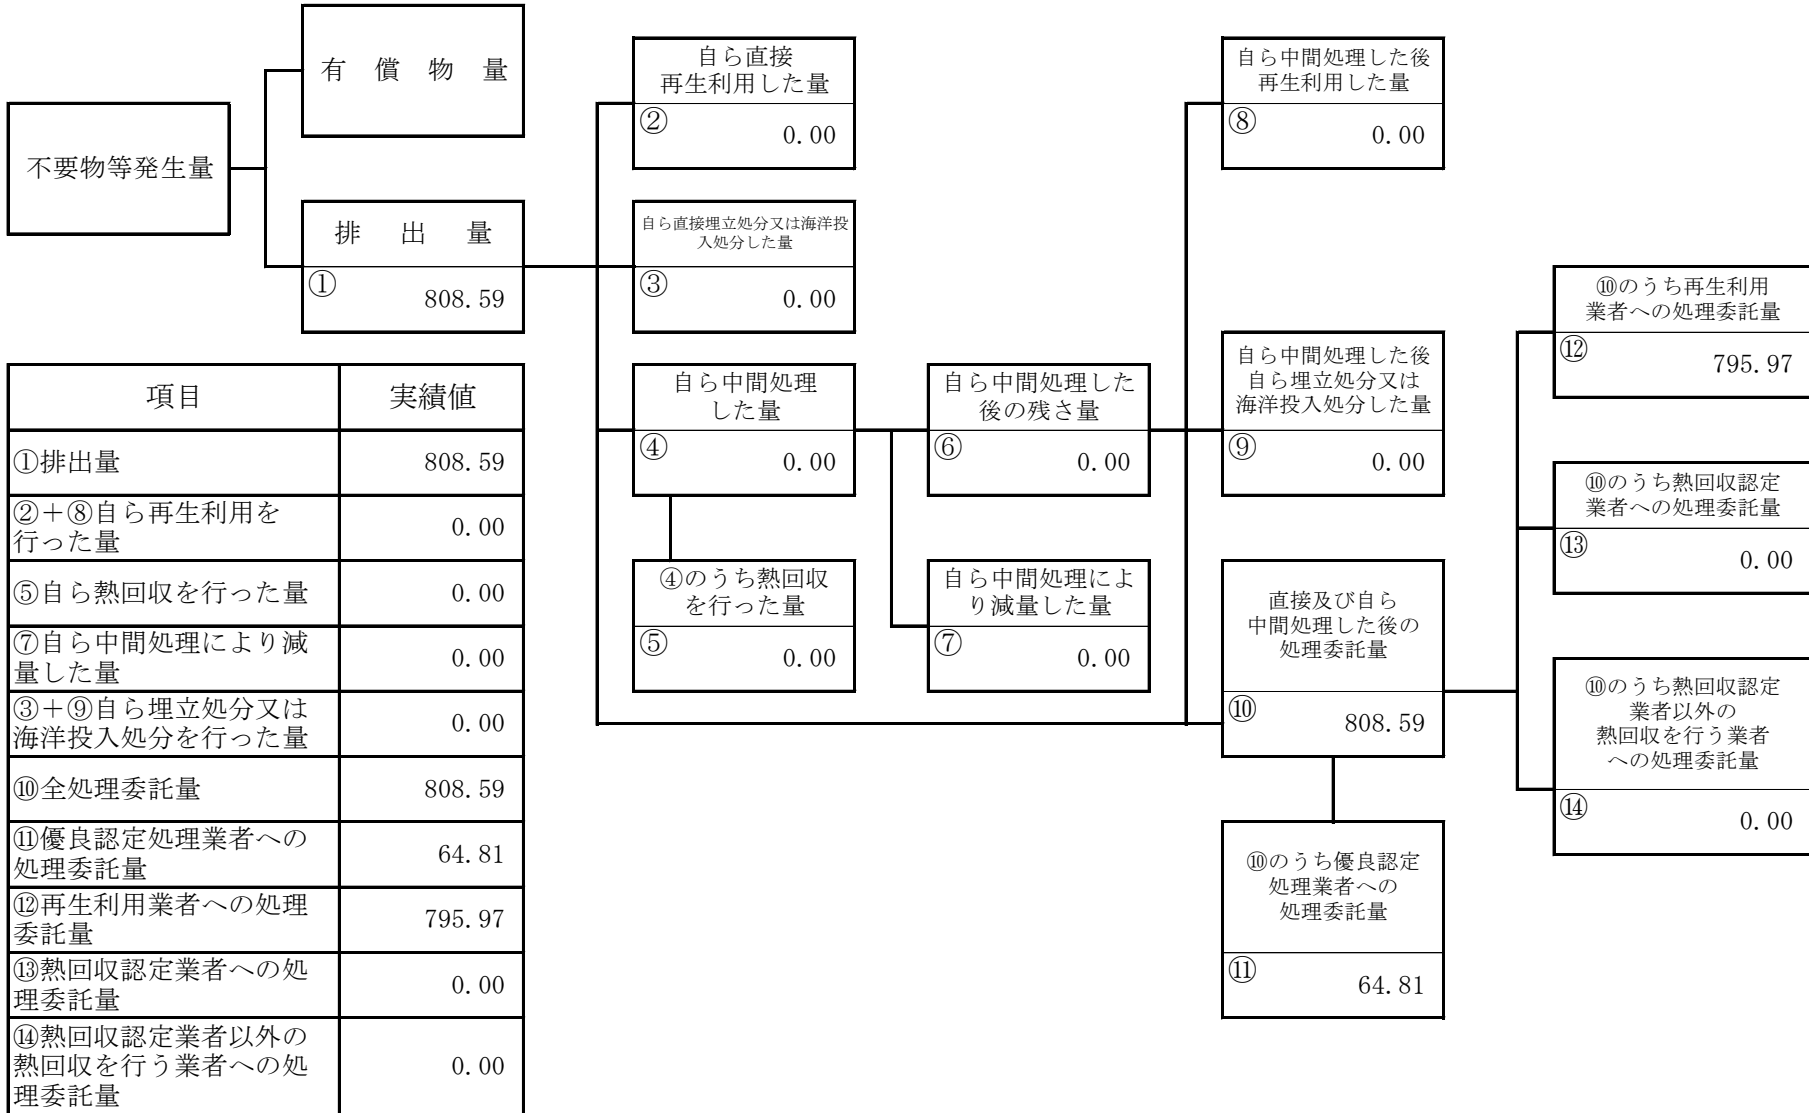 有 償 物 量
不要物等発生量
排 出 量
① 808.59
自ら直接
再生利用した量
② 0.00
自ら直接埋立処分又は海洋投
入処分した量
③ 0.00
自ら中間処理
した量
④ 0.00
④のうち熱回収
を行った量
⑤ 0.00
自ら中間処理した
後の残さ量
⑥ 0.00
自ら中間処理によ
り減量した量
⑦ 0.00
自ら中間処理した後
再生利用した量
⑧ 0.00
自ら中間処理した後
自ら埋立処分又は
海洋投入処分した量
⑨ 0.00
直接及び自ら
中間処理した後の
処理委託量
⑩ 808.59
⑩のうち優良認定
処理業者への
処理委託量
⑪ 64.81
⑩のうち再生利用
業者への処理委託量
⑫ 795.97
⑩のうち熱回収認定
業者への処理委託量
⑬ 0.00
⑩のうち熱回収認定
業者以外の
熱回収を行う業者
への処理委託量
⑭ 0.00
項目 実績値
①排出量 808.59
②＋⑧自ら再生利用を
行った量 0.00
⑤自ら熱回収を行った量 0.00
⑦自ら中間処理により減
量した量 0.00
③＋⑨自ら埋立処分又は
海洋投入処分を行った量 0.00
⑩全処理委託量 808.59
⑪優良認定処理業者への
処理委託量 64.81
⑫再生利用業者への処理
委託量 795.97
⑬熱回収認定業者への処
理委託量 0.00
⑭熱回収認定業者以外の
熱回収を行う業者への処
理委託量 0.00